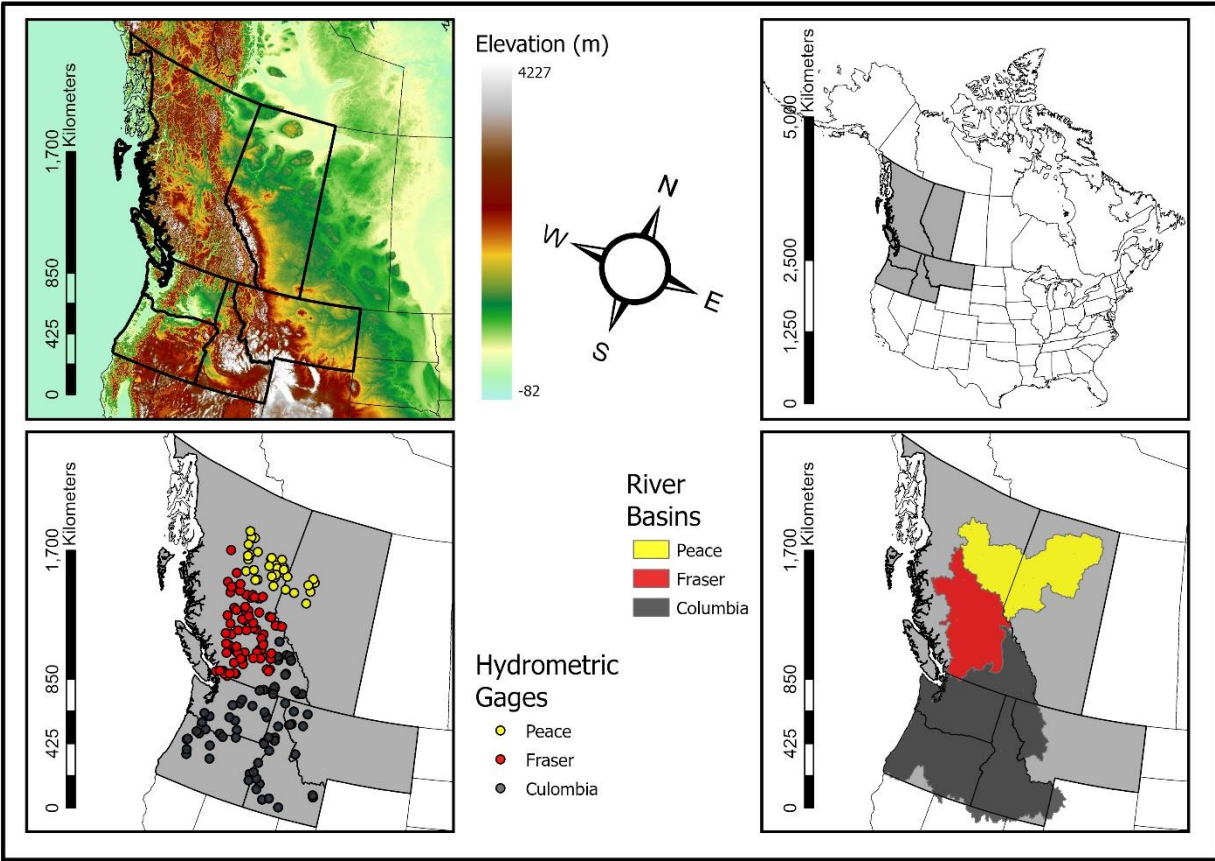 Elevation (m)
4227
-82
Kilometers
1,700
850
425
0
N
W
E
S
Kilometers
5,000
2,500
1,250
0
Kilometers
1,700
850
425
0
River
Basins
Peace
Fraser
Columbia
Hydrometric
Gages
Peace
Fraser
Culombia
Kilometers
1,700
850
425
0